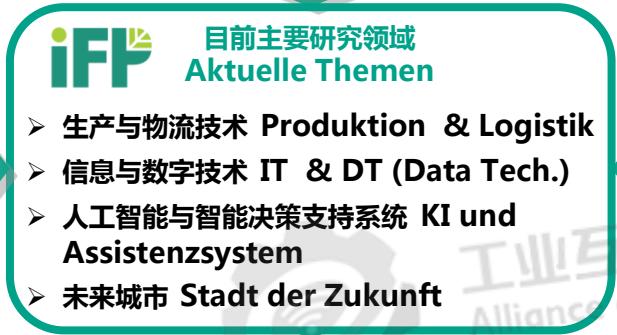 iFP
目前主要研究领域
Aktuelle Themen
➢ 生产与物流技术 Produktion & Logistik
➢ 信息与数字技术 IT & DT (Data Tech.)
➢ 人工智能与智能决策支持系统 KI und
Assistenzsystem
➢ 未来城市 Stadt der Zukunft
工业互
Alliance